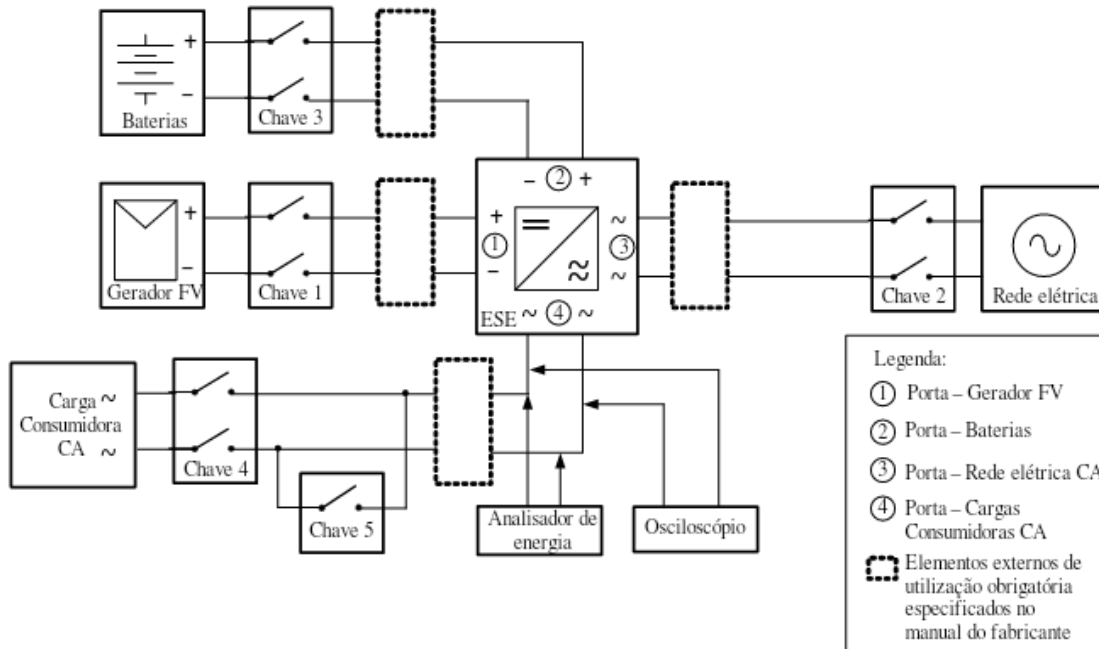 +
−
Baterias
Chave 3
− ② +
+
−
Gerador FV
Chave 1
+
①
−
~
③
~
ESE ~ ④ ~
Chave 2
Rede elétrica
Carga ~
Consumidora
CA ~
Chave 4
Chave 5
Analisador de
energia
Osciloscópio
Legenda:
① Porta – Gerador FV
② Porta – Baterias
③ Porta – Rede elétrica CA
④ Porta – Cargas
Consumidoras CA
Elementos externos de
utilização obrigatória
especificados no
manual do fabricante